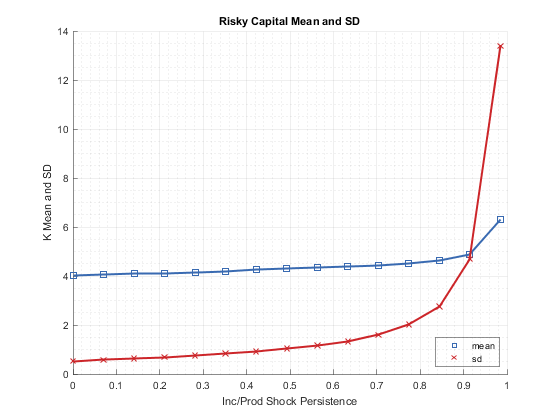 Risky Capital Mean and SD
14
12
10
8
6
4
2
0
K Mean and SD
mean
sd
0 0.1 0.2 0.3 0.4 0.5 0.6 0.7 0.8 0.9 1
Inc/Prod Shock Persistence